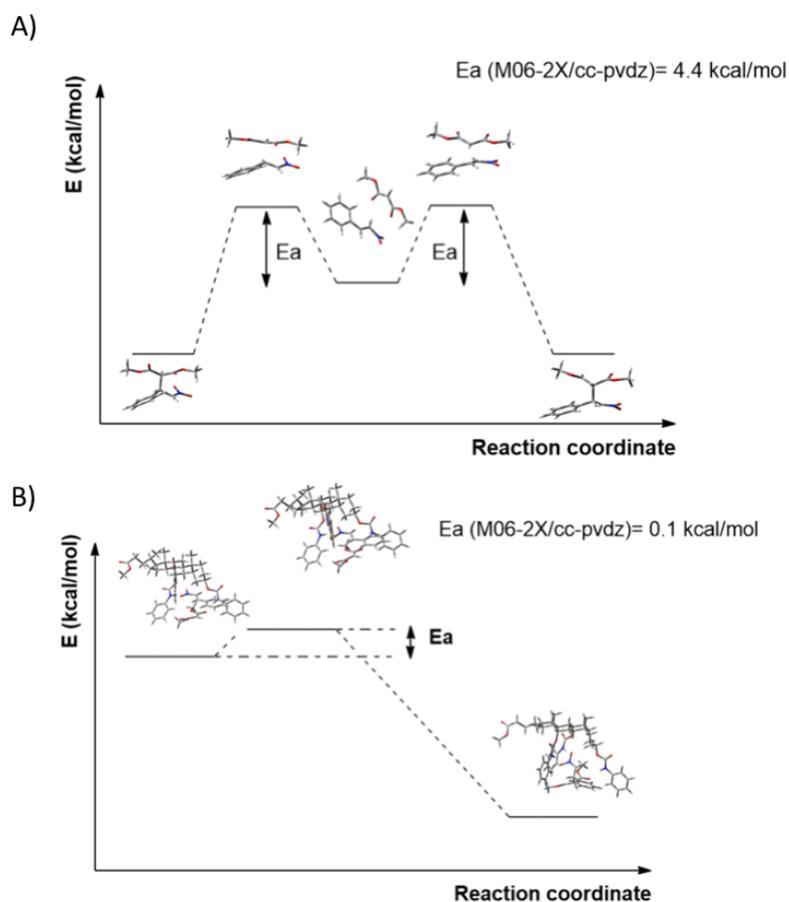 A)
Ea (M06-2X/cc-pvdz)= 4.4 kcal/mol
E (kcal/mol)
Ea
Ea
Reaction coordinate
B)
Ea (M06-2X/cc-pvdz)= 0.1 kcal/mol
E (kcal/mol)
Ea
Reaction coordinate